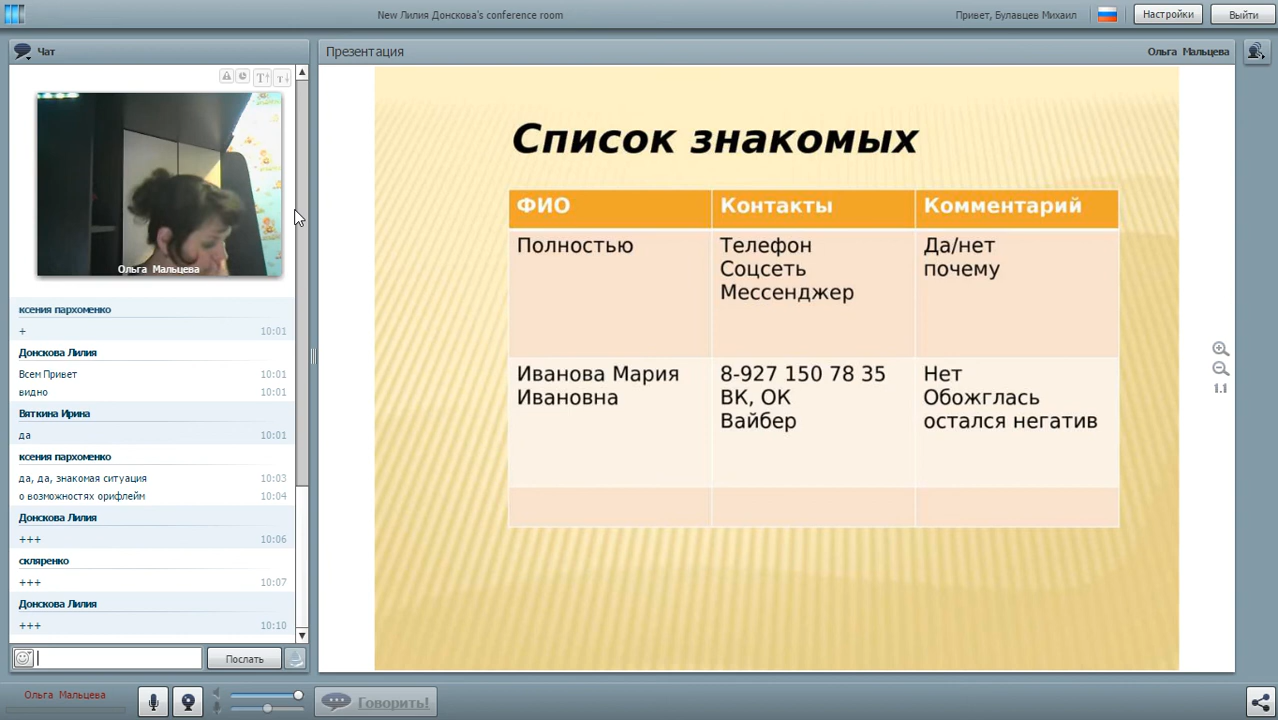 New Лилия Донскова's conference room
Привет, Булавцев Михаил
Настройки
Выйти
Чат
T↑
T↓
Ольга Мальцева
ксения пархоменко
+ 10:01
Донскова Лилия
Всем Привет 10:01
видно 10:01
Вяткина Ирина
да 10:01
ксения пархоменко
да, да, знакомая ситуация 10:03
о возможностях орифлейм 10:04
Донскова Лилия
+++ 10:06
скляренко
+++ 10:07
Донскова Лилия
+++ 10:10
Послать
Презентация
Ольга Мальцева
Список знакомых
ФИО Контакты Комментарий
Полностью
Телефон
Соцсеть
Мессенджер
Да/нет
почему
Иванова Мария
Ивановна
8-927 150 78 35
ВК, ОК
Вайбер
Нет
Обожглась
остался негатив
1.1
Ольга Мальцева
Говорить!